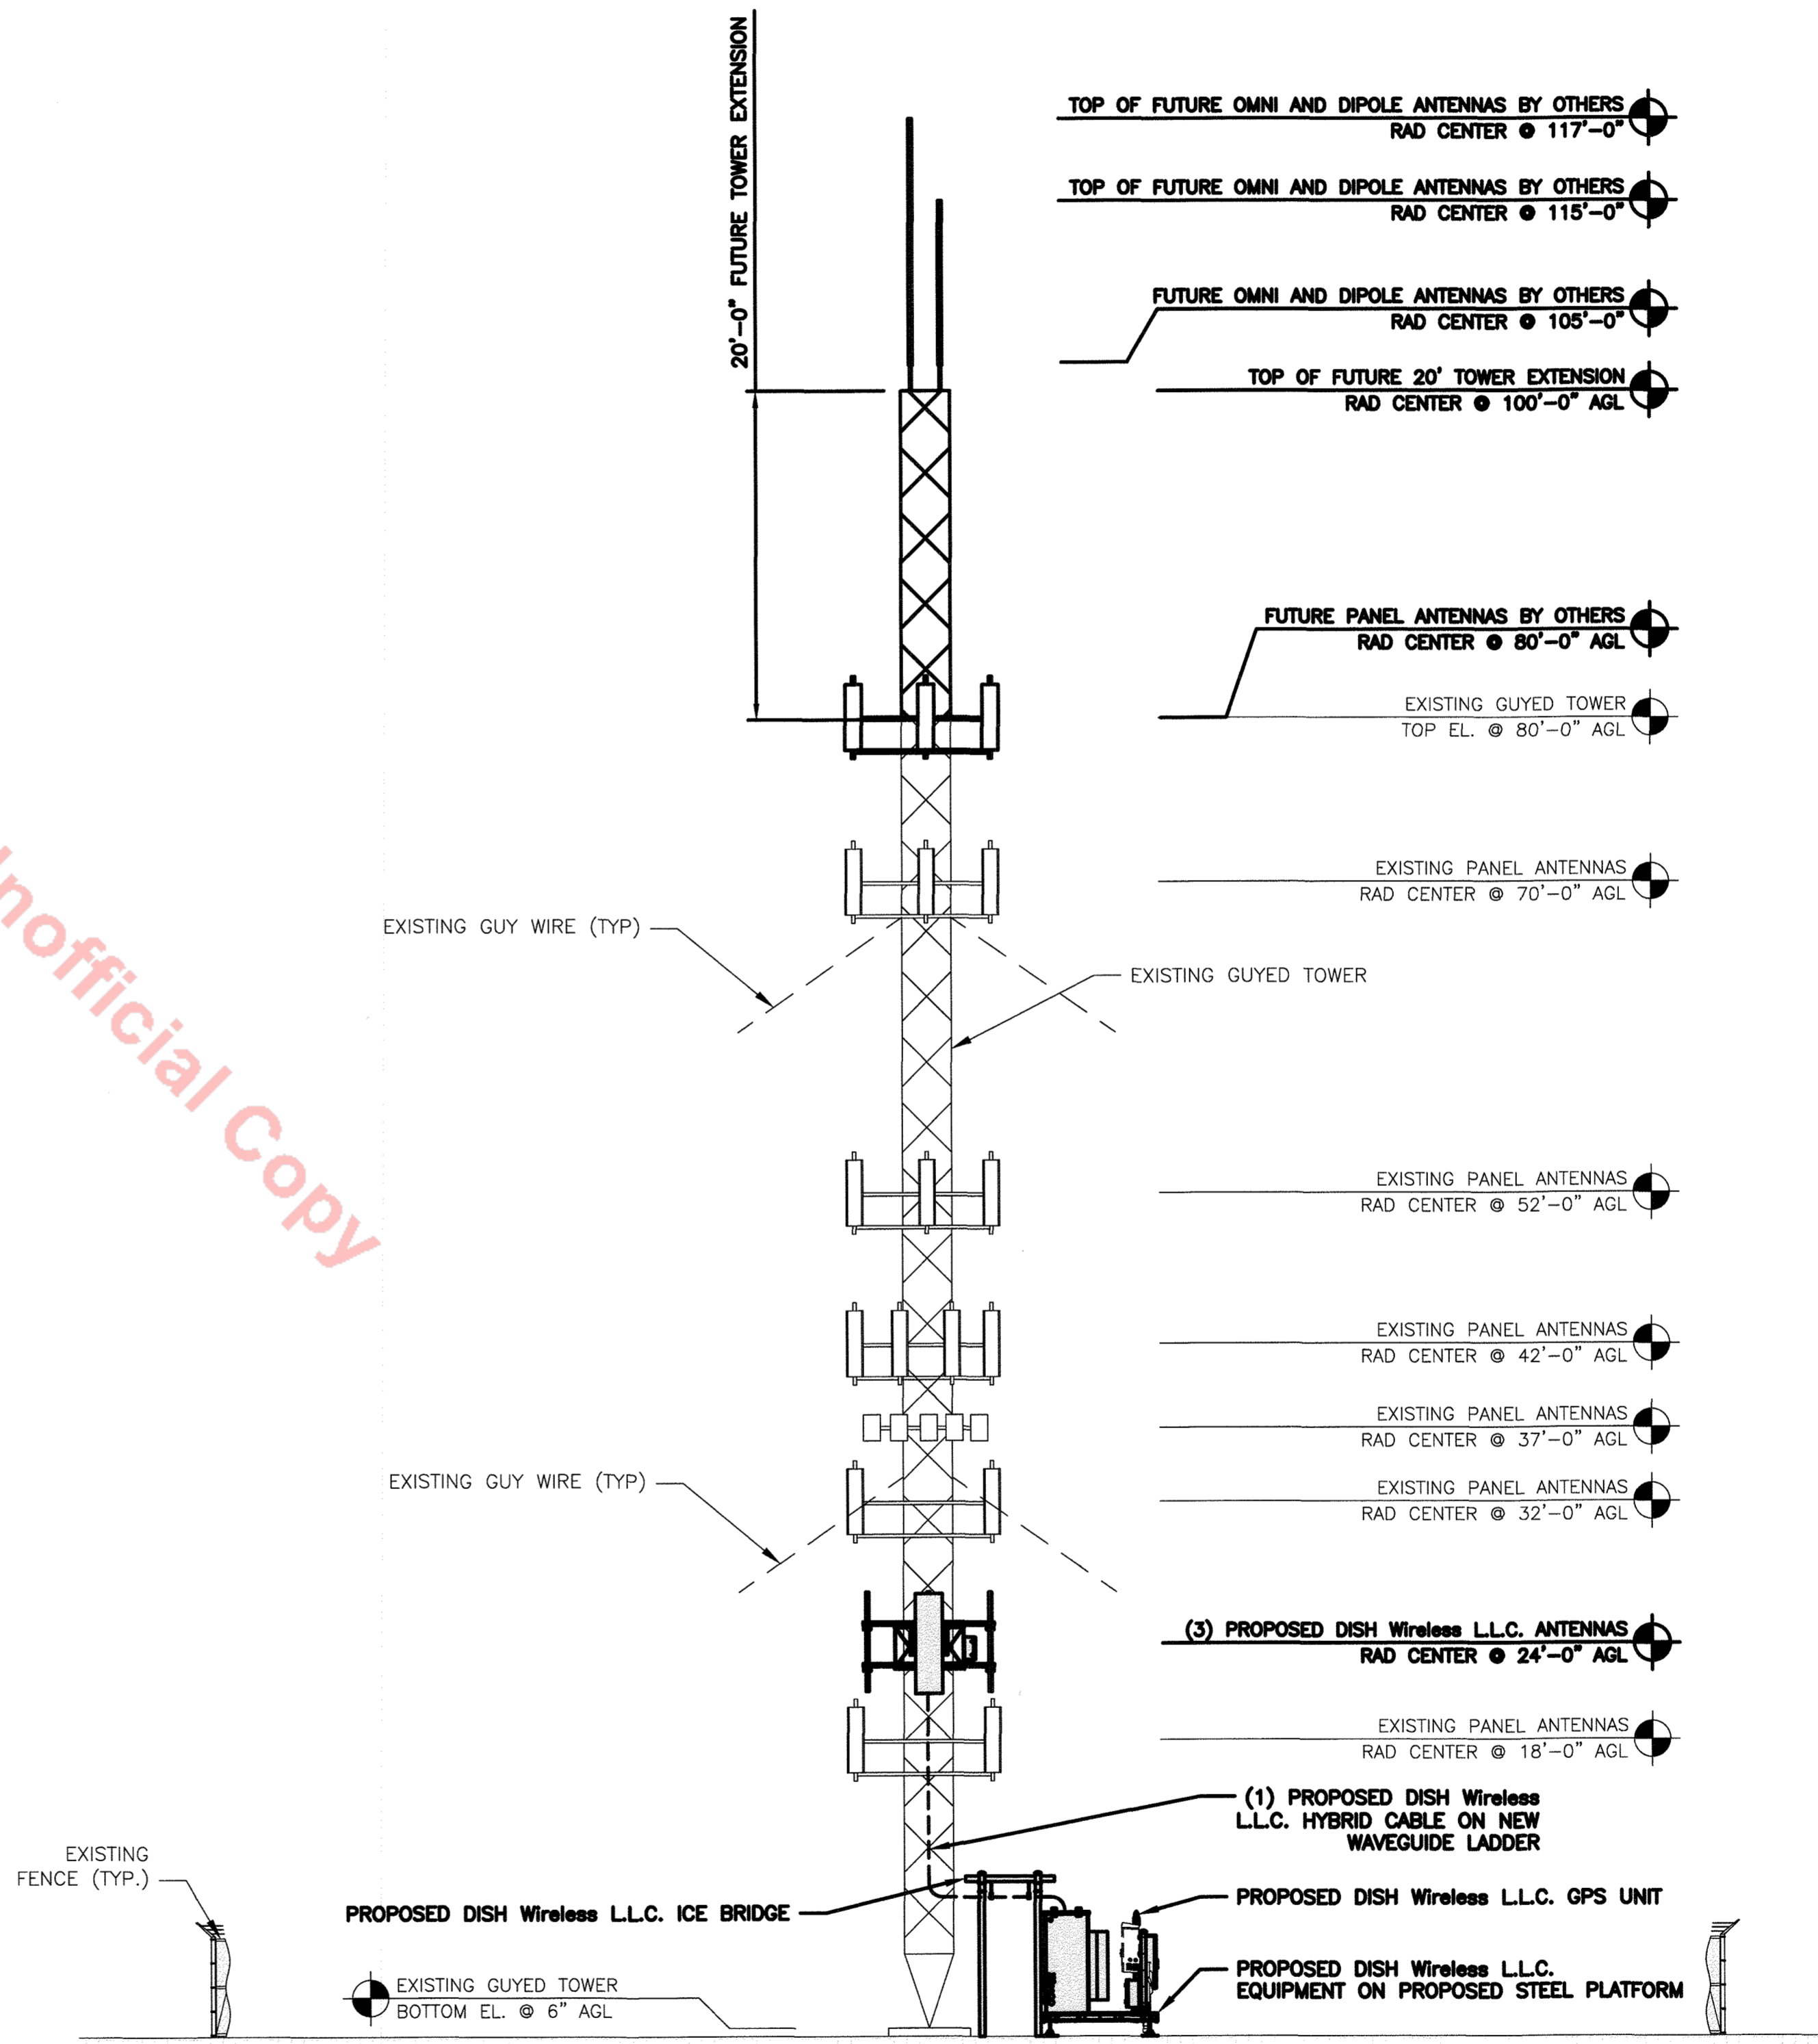 20'-0" FUTURE TOWER EXTENSION
TOP OF FUTURE OMNI AND DIPOLE ANTENNAS BY OTHERS
RAD CENTER @ 117'-0"
TOP OF FUTURE OMNI AND DIPOLE ANTENNAS BY OTHERS
RAD CENTER @ 115'-0"
FUTURE OMNI AND DIPOLE ANTENNAS BY OTHERS
RAD CENTER @ 105'-0"
TOP OF FUTURE 20' TOWER EXTENSION
RAD CENTER @ 100'-0" AGL
FUTURE PANEL ANTENNAS BY OTHERS
RAD CENTER @ 80'-0" AGL
EXISTING GUYED TOWER
TOP EL. @ 80'-0" AGL
EXISTING PANEL ANTENNAS
RAD CENTER @ 70'-0" AGL
EXISTING GUY WIRE (TYP)
EXISTING GUYED TOWER
nofficial Copy
EXISTING PANEL ANTENNAS
RAD CENTER @ 52'-0" AGL
EXISTING PANEL ANTENNAS
RAD CENTER @ 42'-0" AGL
EXISTING PANEL ANTENNAS
RAD CENTER @ 37'-0" AGL
EXISTING GUY WIRE (TYP)
EXISTING PANEL ANTENNAS
RAD CENTER @ 32'-0" AGL
(3) PROPOSED DISH Wireless L.L.C. ANTENNAS
RAD CENTER @ 24'-0" AGL
EXISTING PANEL ANTENNAS
RAD CENTER @ 18'-0" AGL
(1) PROPOSED DISH Wireless
L.L.C. HYBRID CABLE ON NEW
WAVEGUIDE LADDER
EXISTING
FENCE (TYP.)
PROPOSED DISH Wireless L.L.C. ICE BRIDGE
PROPOSED DISH Wireless L.L.C. GPS UNIT
PROPOSED DISH Wireless L.L.C.
EQUIPMENT ON PROPOSED STEEL PLATFORM
EXISTING GUYED TOWER
BOTTOM EL. @ 6" AGL